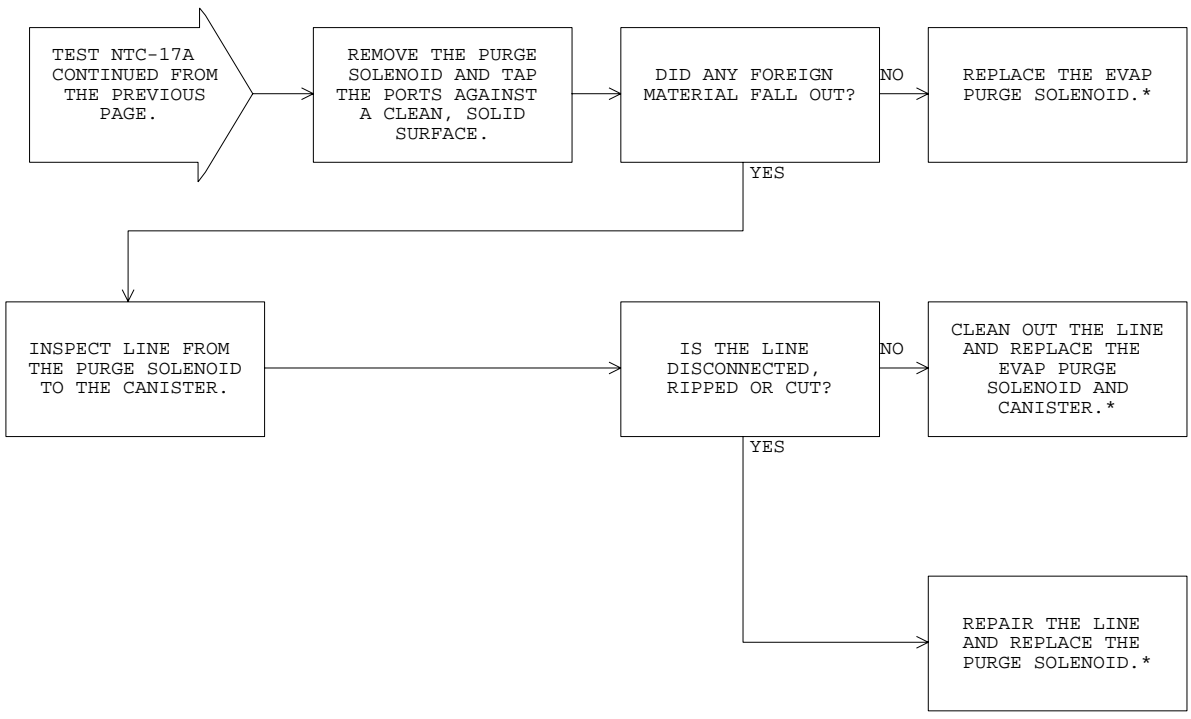 TEST NTC-17A
CONTINUED FROM
THE PREVIOUS
PAGE.
REMOVE THE PURGE
SOLENOID AND TAP
THE PORTS AGAINST
A CLEAN, SOLID
SURFACE.
DID ANY FOREIGN
MATERIAL FALL OUT?
NO
REPLACE THE EVAP
PURGE SOLENOID.*
YES
INSPECT LINE FROM
THE PURGE SOLENOID
TO THE CANISTER.
IS THE LINE
DISCONNECTED,
RIPPED OR CUT?
NO
CLEAN OUT THE LINE
AND REPLACE THE
EVAP PURGE
SOLENOID AND
CANISTER.*
YES
REPAIR THE LINE
AND REPLACE THE
PURGE SOLENOID.*